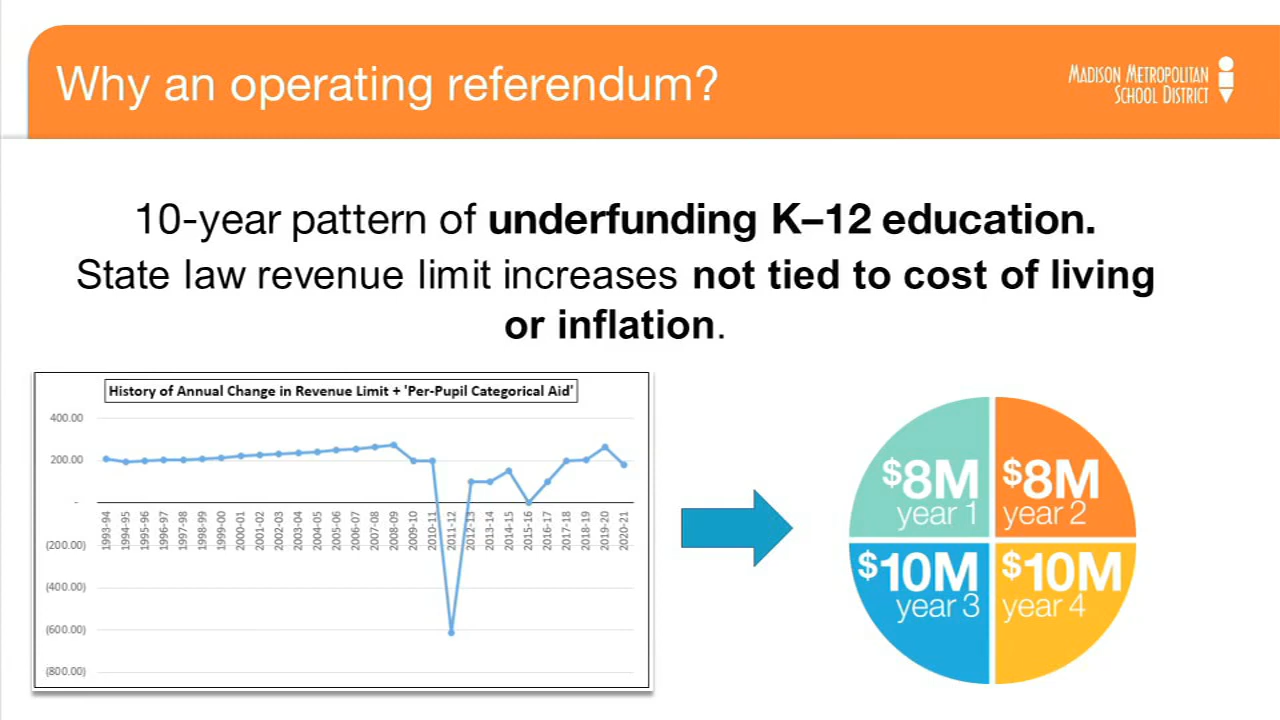 Why an operating referendum?
MADISON METROPOLITAN
SCHOOL DISTRICT
10-year pattern of underfunding K–12 education.
State law revenue limit increases not tied to cost of living
or inflation.
History of Annual Change in Revenue Limit + 'Per-Pupil Categorical Aid'
400.00
200.00
-
(200.00)
(400.00)
(600.00)
(800.00)
1993-94
1994-95
1995-96
1996-97
1997-98
1998-99
1999-00
2000-01
2001-02
2002-03
2003-04
2004-05
2005-06
2006-07
2007-08
2008-09
2009-10
2010-11
2011-12
2012-13
2013-14
2014-15
2015-16
2016-17
2017-18
2018-19
2019-20
2020-21
$8M
year 1
$8M
year 2
$10M
year 3
$10M
year 4